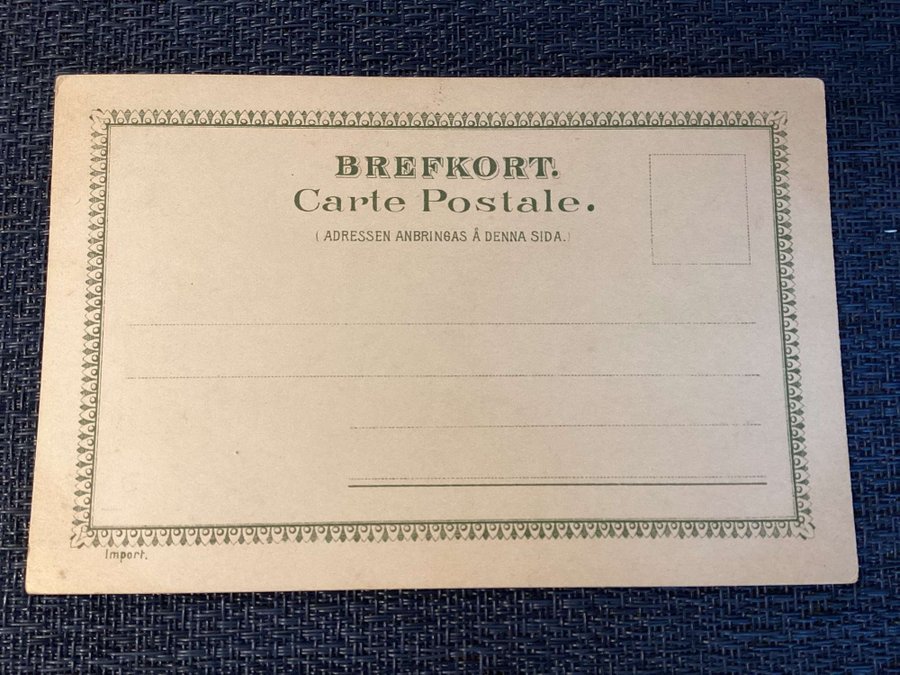 BREFKORT.
Carte Postale.
(ADRESSEN ANBRINGAS Å DENNA SIDA.)
Import.